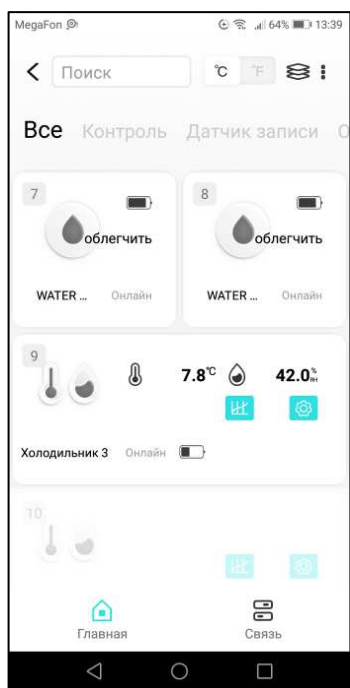 MegaFon 64% 13:39
Поиск °C °F
Все Контроль Датчик записи О
7 8
облегчить облегчить
WATER ... Онлайн WATER ... Онлайн
9
7.8°C 42.0%RH
Холодильник 3 Онлайн
10
Главная Связь